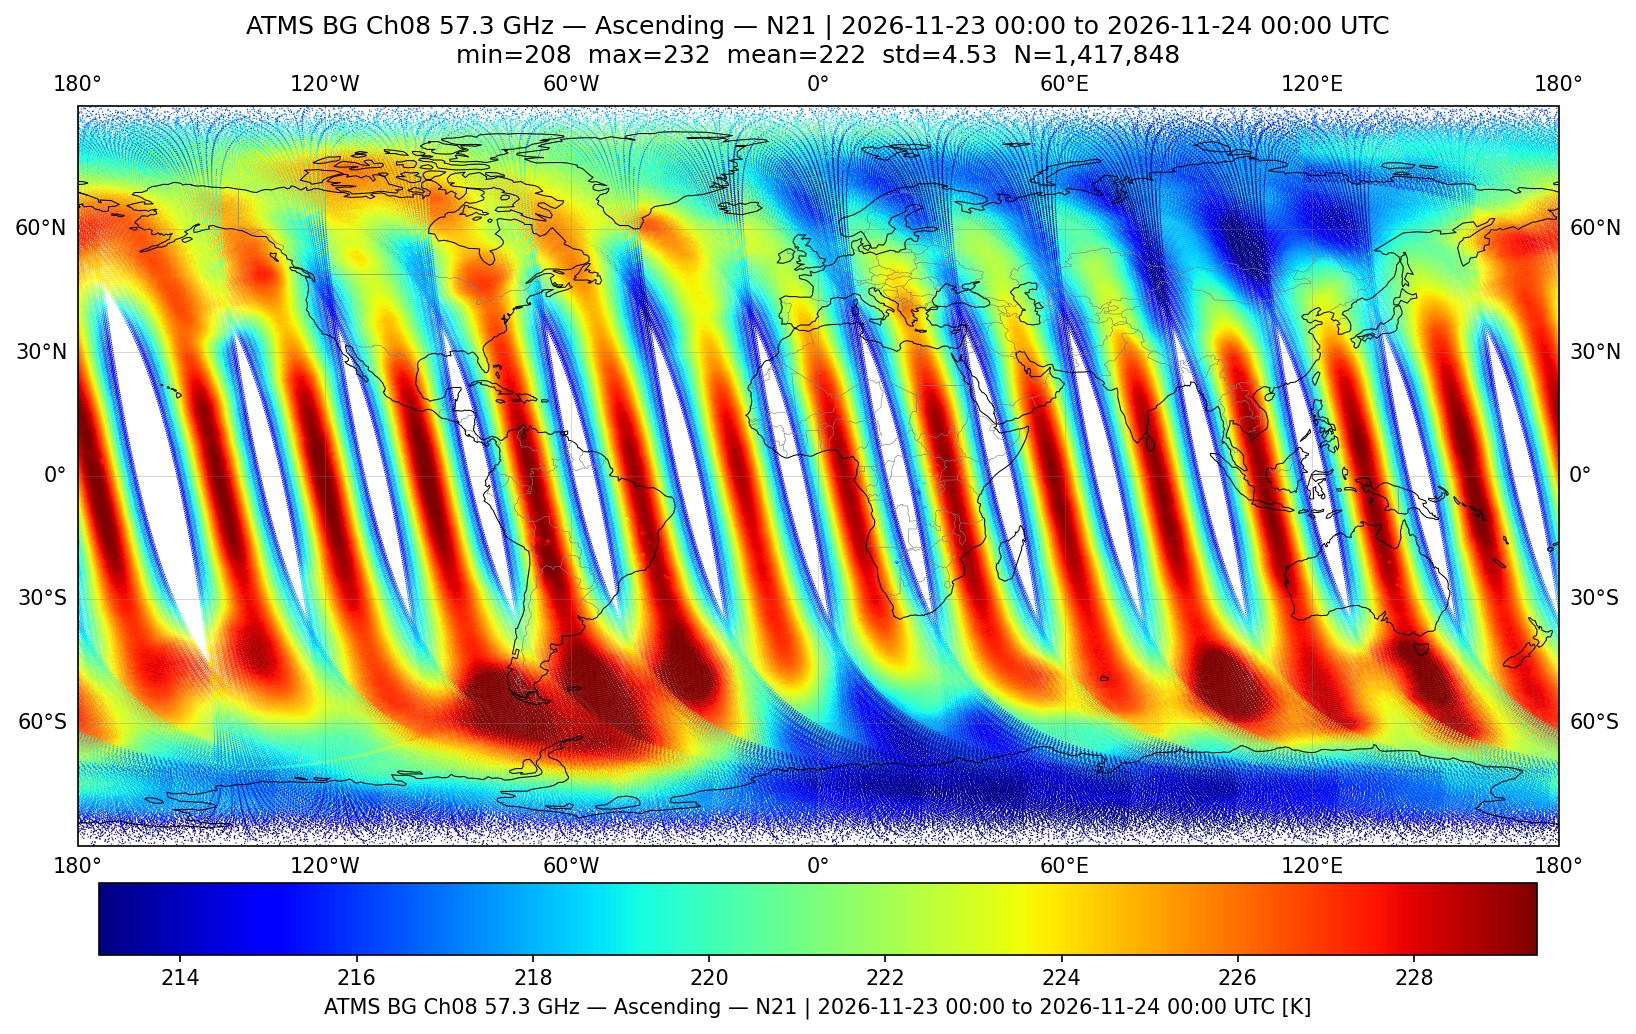 ATMS BG Ch08 57.3 GHz — Ascending — N21 | 2026-11-23 00:00 to 2026-11-24 00:00 UTC
min=208 max=232 mean=222 std=4.53 N=1,417,848
180° 120°W 60°W 0° 60°E 120°E 180°
60°N 60°N
30°N 30°N
0° 0°
30°S 30°S
60°S 60°S
180° 120°W 60°W 0° 60°E 120°E 180°
214 216 218 220 222 224 226 228
ATMS BG Ch08 57.3 GHz — Ascending — N21 | 2026-11-23 00:00 to 2026-11-24 00:00 UTC [K]